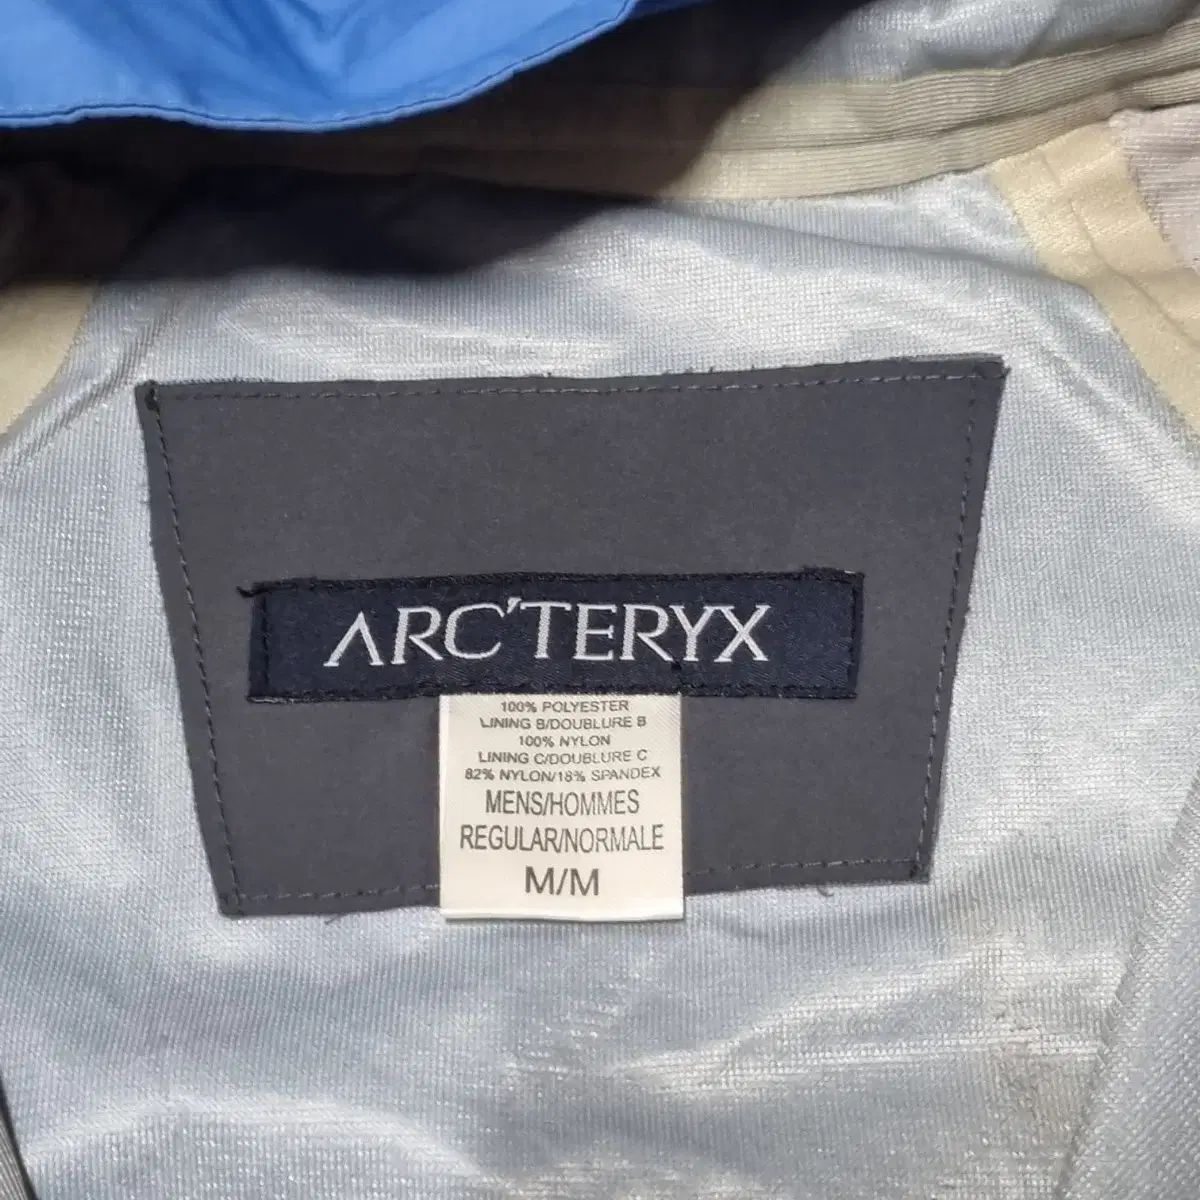 ARC'TERYX
100% POLYESTER
LINING B/DOUBLURE B
100% NYLON
LINING C/DOUBLURE C
82% NYLON/18% SPANDEX
MENS/HOMMES
REGULAR/NORMALE
M/M